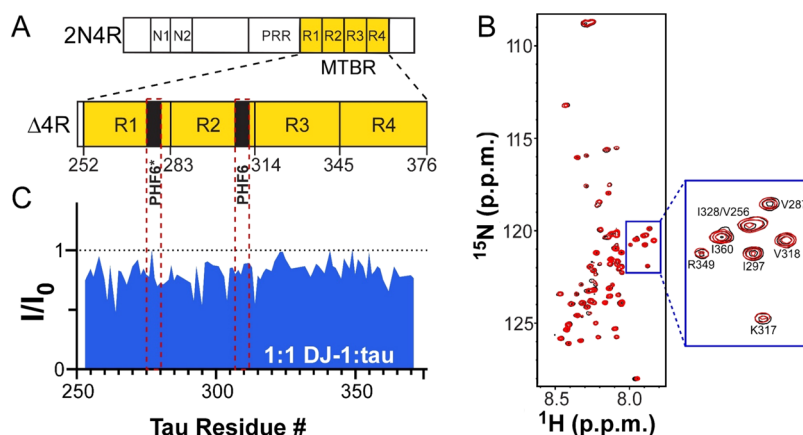 A
2N4R
N1 N2 PRR R1 R2 R3 R4
MTBR
Δ4R
R1 R2 R3 R4
252 283 314 345 376
PHF6* PHF6
C
I/I0
1
0
1:1 DJ-1:tau
250 300 350
Tau Residue #
B
110
115
120
125
15N (p.p.m.)
8.5 8.0
1H (p.p.m.)
V287
I328/V256
I360
V318
R349
I297
K317